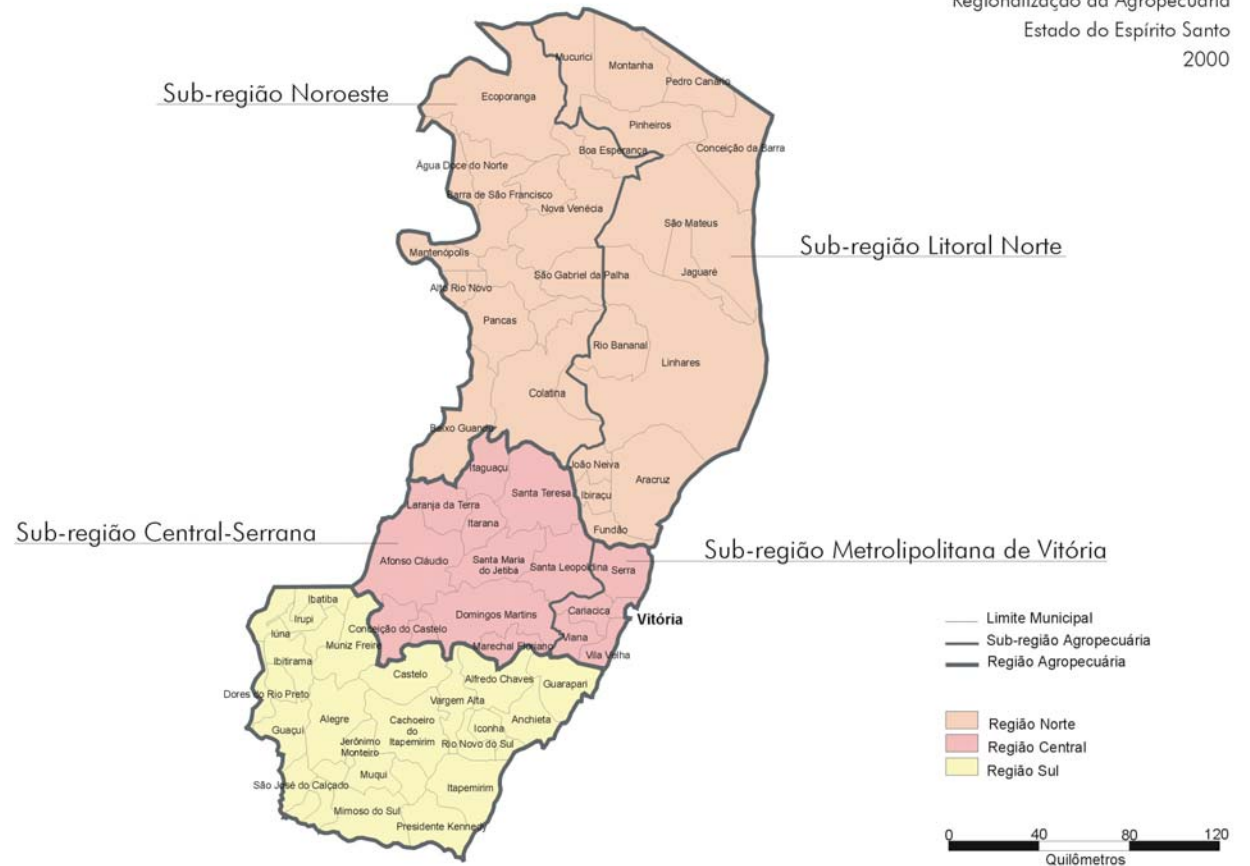 Regionalização da Agropecuária
Estado do Espírito Santo
2000
Sub-região Noroeste
Mucurici
Montanha
Pedro Canário
Ecoporanga
Pinheiros
Boa Esperança
Conceição da Barra
Água Doce do Norte
Barra de São Francisco
Nova Venécia
São Mateus
Sub-região Litoral Norte
Mantenópolis
Jaguaré
São Gabriel da Palha
Alto Rio Novo
Pancas
Rio Bananal
Linhares
Colatina
Baixo Guandu
João Neiva
Itaguaçu
Aracruz
Santa Teresa
Ibiraçu
Laranja da Terra
Itarana
Fundão
Sub-região Central-Serrana
Sub-região Metrolipolitana de Vitória
Afonso Cláudio
Santa Maria
do Jetibá
Santa Leopoldina
Serra
Ibatiba
Cariacica
Domingos Martins
Vitória
Irupi
Conceição do Castelo
Iúna
Viana
Muniz Freire
Marechal Floriano
Vila Velha
Ibitirama
Castelo
Alfredo Chaves
Guarapari
Dores do Rio Preto
Vargem Alta
Alegre
Cachoeiro
do
Itapemirim
Anchieta
Guaçuí
Iconha
Jerônimo
Monteiro
Rio Novo do Sul
Muqui
São José do Calçado
Itapemirim
Mimoso do Sul
Presidente Kennedy
Limite Municipal
Sub-região Agropecuária
Região Agropecuária
Região Norte
Região Central
Região Sul
0 40 80 120
Quilômetros